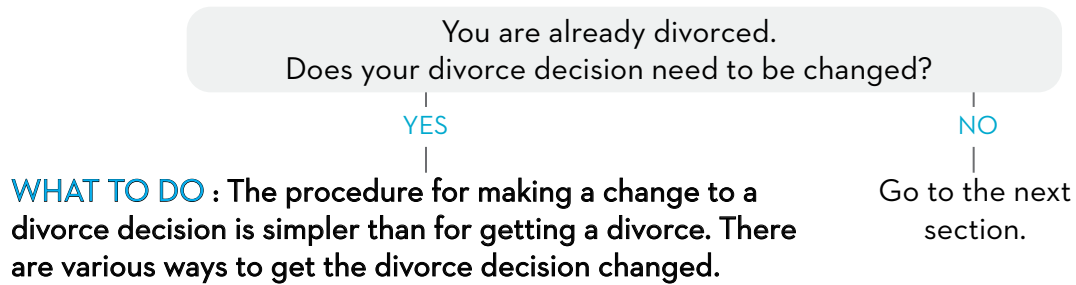 You are already divorced.
Does your divorce decision need to be changed?
YES
NO
WHAT TO DO : The procedure for making a change to a
divorce decision is simpler than for getting a divorce. There
are various ways to get the divorce decision changed.
Go to the next
section.